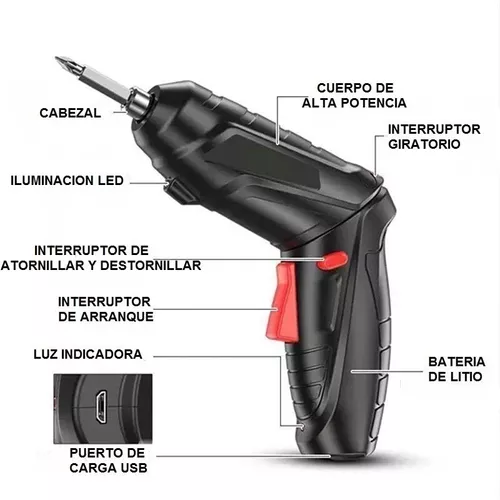 CUERPO DE
ALTA POTENCIA
CABEZAL
INTERRUPTOR
GIRATORIO
ILUMINACION LED
INTERRUPTOR DE
ATORNILLAR Y DESTORNILLAR
INTERRUPTOR
DE ARRANQUE
LUZ INDICADORA
BATERIA
DE LITIO
PUERTO DE
CARGA USB